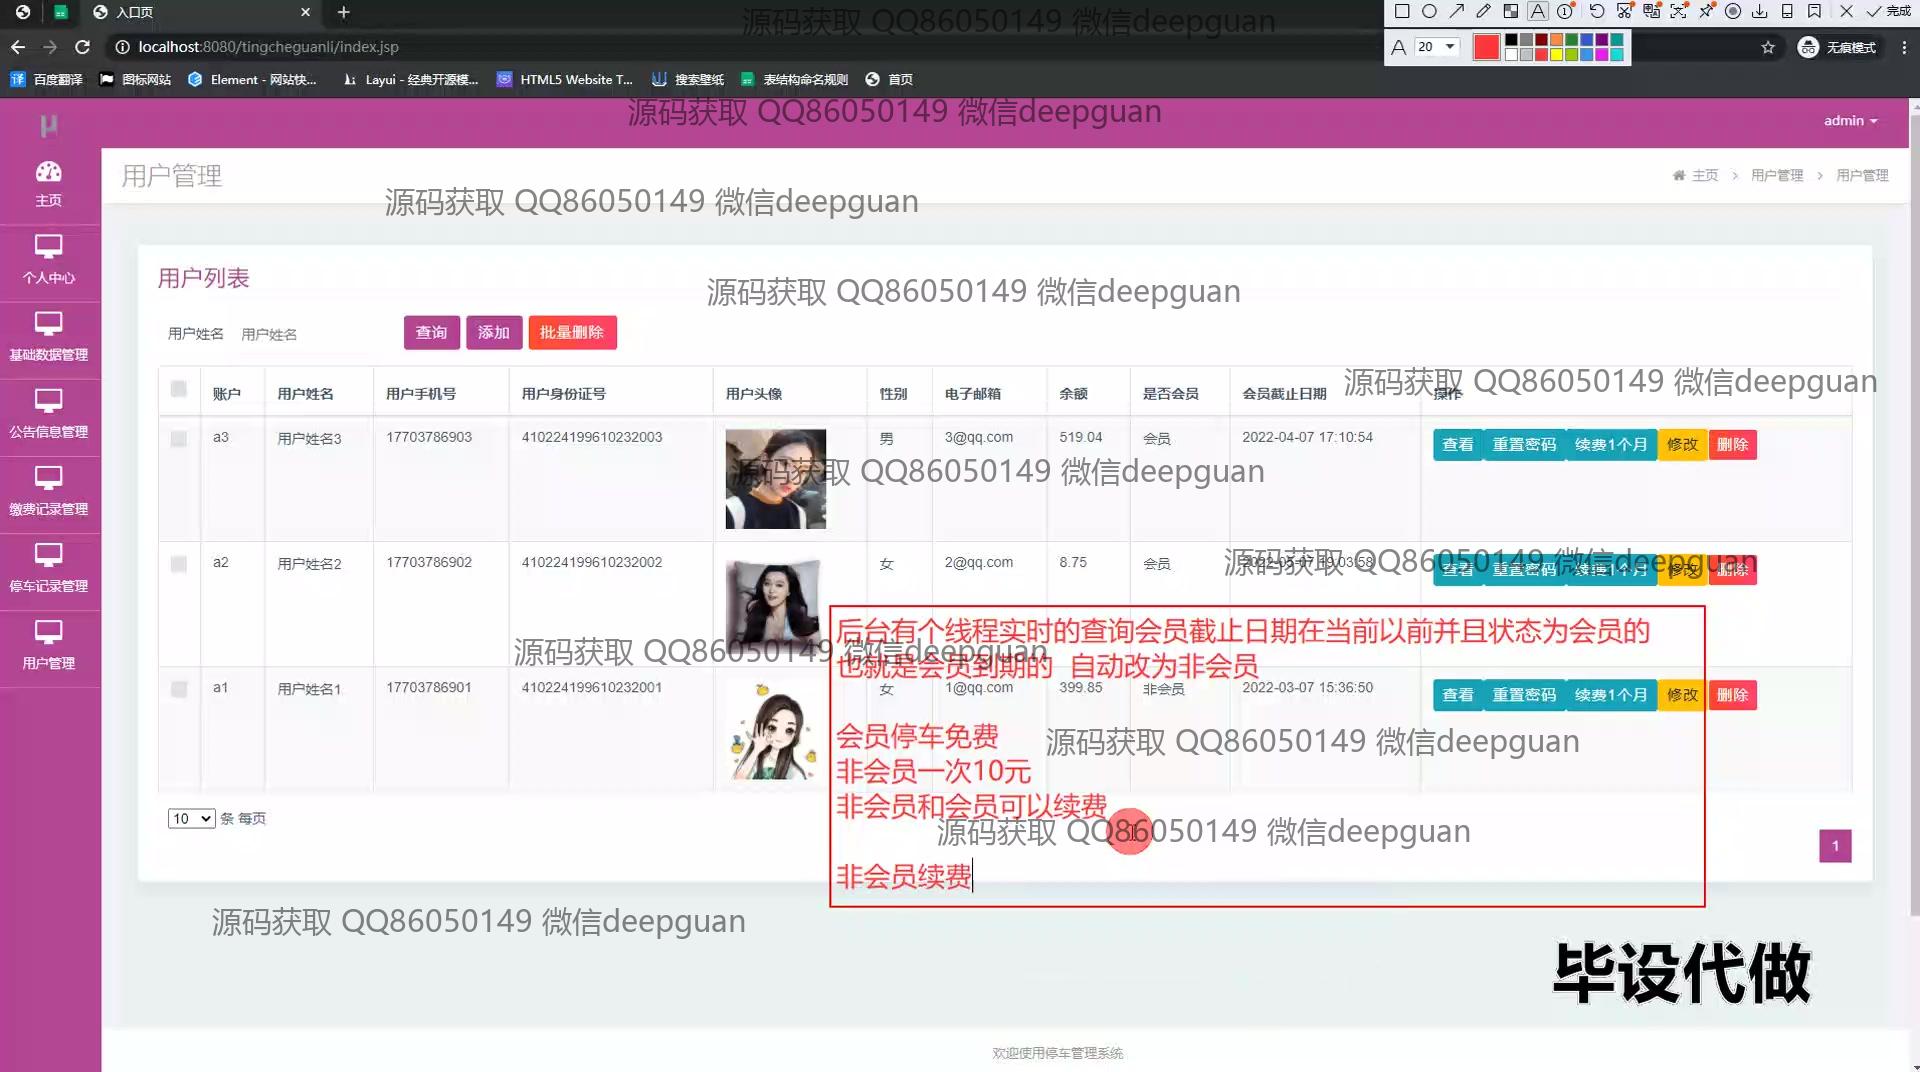 入口页
源码获取 QQ86050149 微信deepguan
完成
localhost:8080/tingcheguanli/index.jsp
A 20
无痕模式
百度翻译 图标网站 Element - 网站快... Layui - 经典开源模... HTML5 Website T... 搜索壁纸 表结构命名规则 首页
源码获取 QQ86050149 微信deepguan
admin
主页
个人中心
基础数据管理
公告信息管理
缴费记录管理
停车记录管理
用户管理
用户管理
主页 > 用户管理 > 用户管理
源码获取 QQ86050149 微信deepguan
用户列表
源码获取 QQ86050149 微信deepguan
用户姓名 用户姓名 查询 添加 批量删除
账户 用户姓名 用户手机号 用户身份证号 用户头像 性别 电子邮箱 余额 是否会员 会员截止日期 操作
源码获取 QQ86050149 微信deepguan
a3 用户姓名3 17703786903 410224199610232003 男 3@qq.com 519.04 会员 2022-04-07 17:10:54 查看 重置密码 续费1个月 修改 删除
源码获取 QQ86050149 微信deepguan
a2 用户姓名2 17703786902 410224199610232002 女 2@qq.com 8.75 会员 查看 重置密码 续费1个月 修改 删除
源码获取 QQ86050149 微信deepguan
后台有个线程实时的查询会员截止日期在当前以前并且状态为会员的
也就是会员到期的 自动改为非会员
源码获取 QQ86050149 微信deepguan
a1 用户姓名1 17703786901 410224199610232001 女 1@qq.com 399.85 非会员 2022-03-07 15:36:50 查看 重置密码 续费1个月 修改 删除
会员停车免费
源码获取 QQ86050149 微信deepguan
非会员一次10元
非会员和会员可以续费
10 条 每页
源码获取 QQ86050149 微信deepguan
1
非会员续费
源码获取 QQ86050149 微信deepguan
毕设代做
欢迎使用停车管理系统